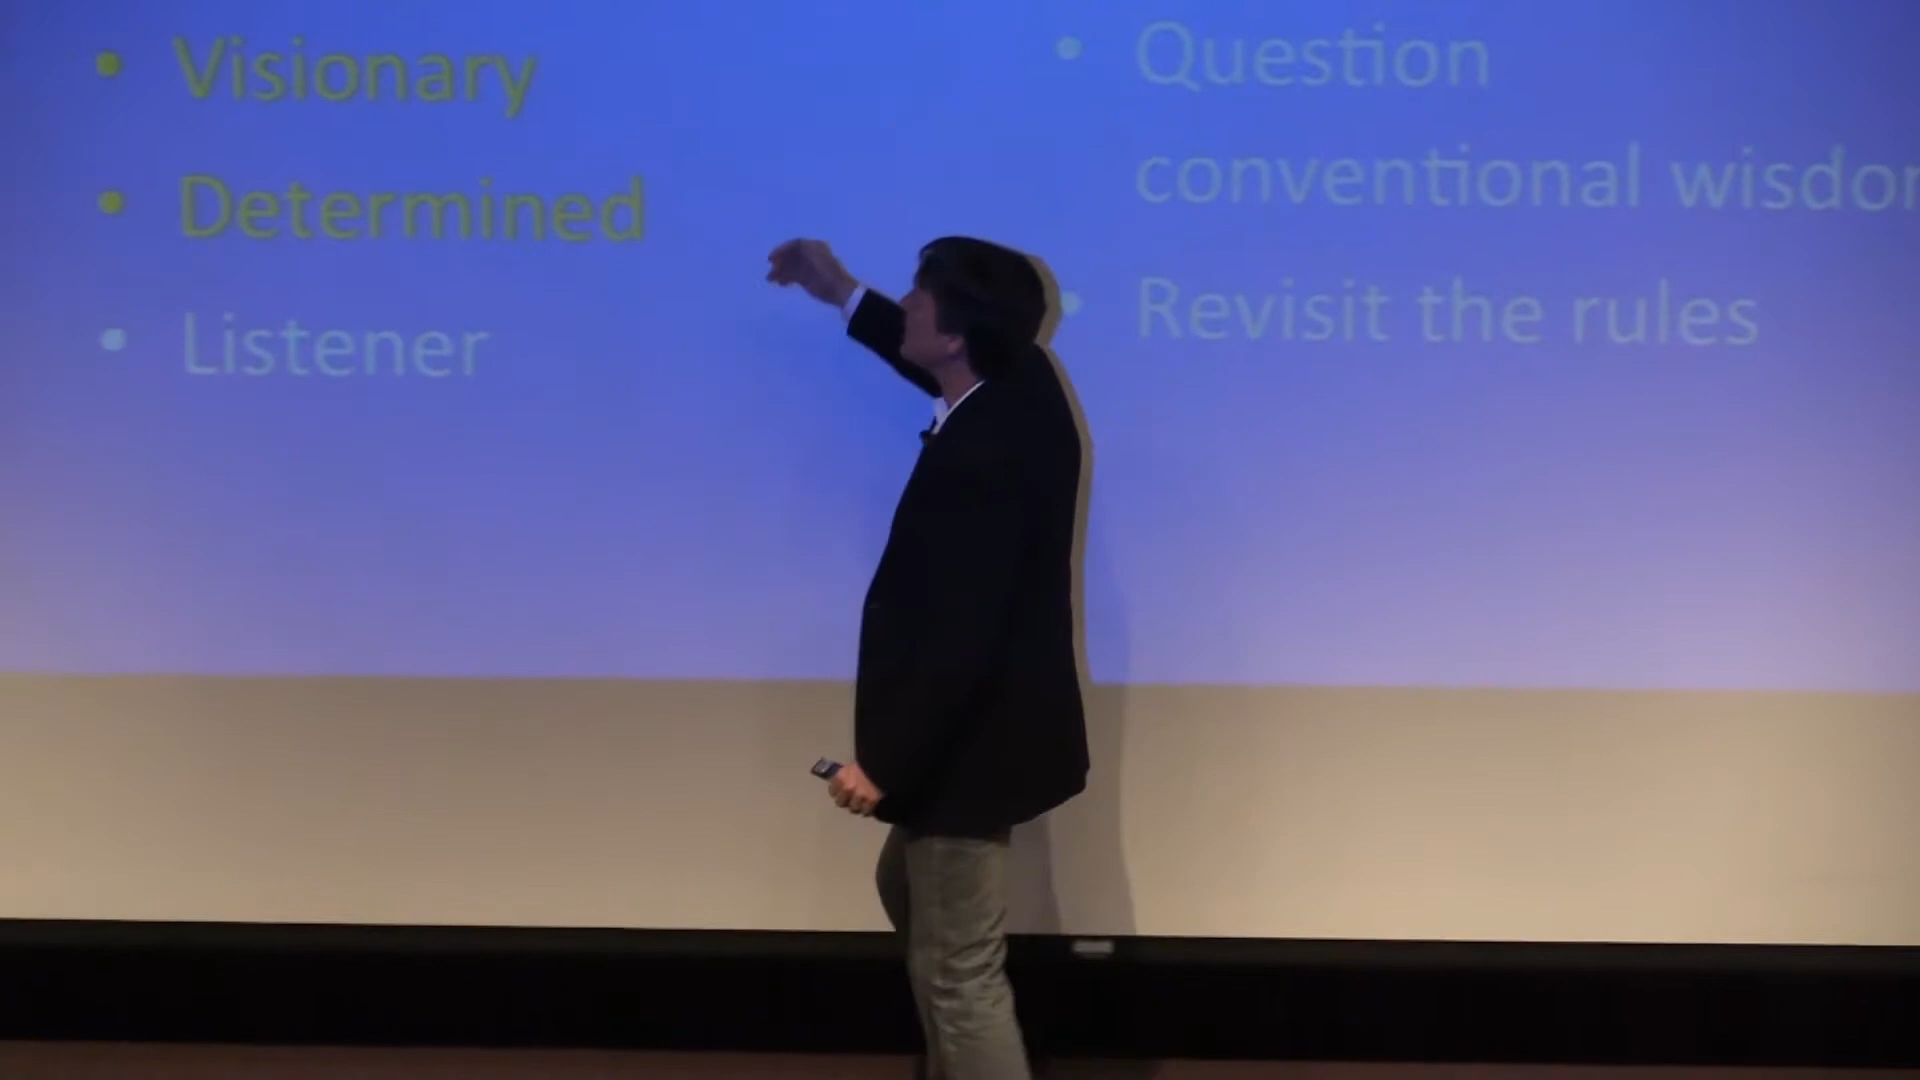 • Visionary
• Determined
• Listener
• Question
conventional wisdo
• Revisit the rules